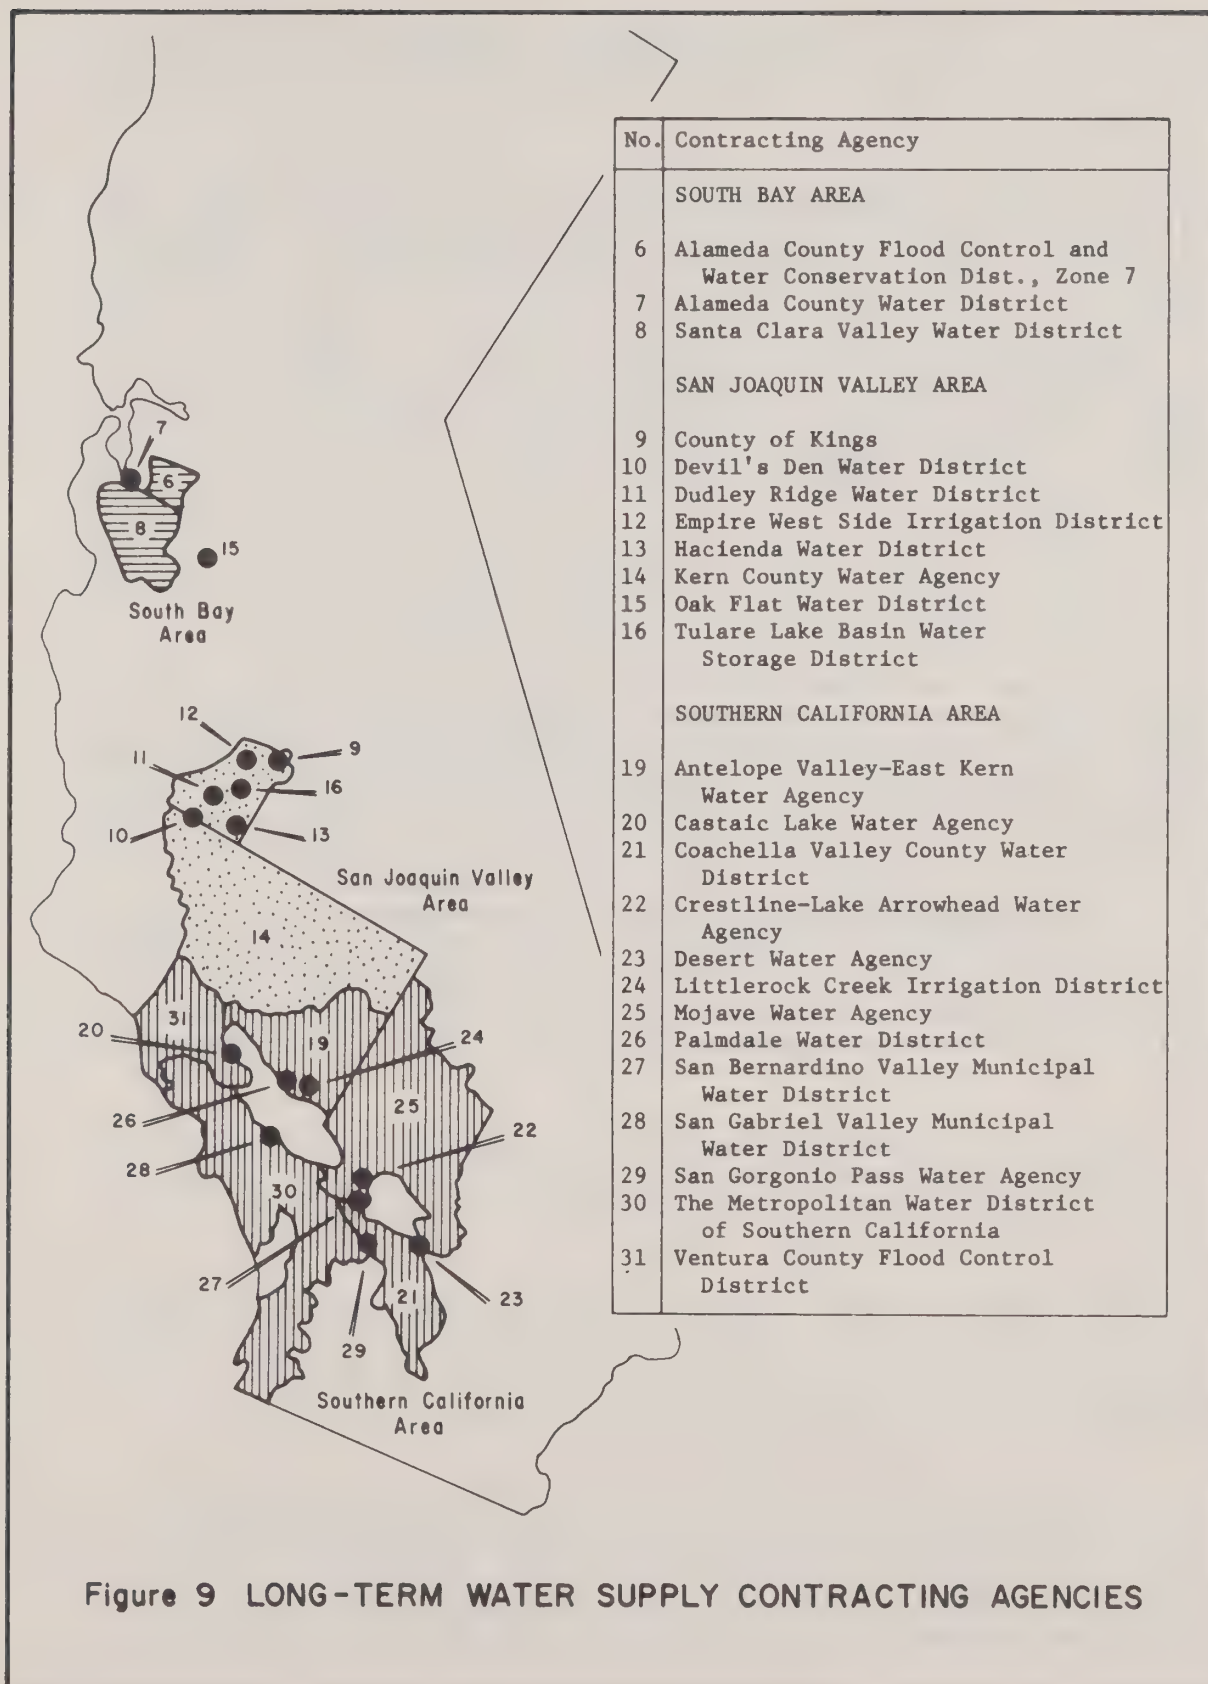 No. Contracting Agency
SOUTH BAY AREA
6 Alameda County Flood Control and
Water Conservation Dist., Zone 7
7 Alameda County Water District
8 Santa Clara Valley Water District
SAN JOAQUIN VALLEY AREA
9 County of Kings
10 Devil's Den Water District
11 Dudley Ridge Water District
12 Empire West Side Irrigation District
13 Hacienda Water District
14 Kern County Water Agency
15 Oak Flat Water District
16 Tulare Lake Basin Water
Storage District
SOUTHERN CALIFORNIA AREA
19 Antelope Valley-East Kern
Water Agency
20 Castaic Lake Water Agency
21 Coachella Valley County Water
District
22 Crestline-Lake Arrowhead Water
Agency
23 Desert Water Agency
24 Littlerock Creek Irrigation District
25 Mojave Water Agency
26 Palmdale Water District
27 San Bernardino Valley Municipal
Water District
28 San Gabriel Valley Municipal
Water District
29 San Gorgonio Pass Water Agency
30 The Metropolitan Water District
of Southern California
31 Ventura County Flood Control
District
7
6
8
15
South Bay
Area
12
9
11
16
10
13
San Joaquin Valley
Area
14
31
20
19
24
26
25
22
28
30
27
21
23
29
Southern California
Area
Figure 9 LONG-TERM WATER SUPPLY CONTRACTING AGENCIES